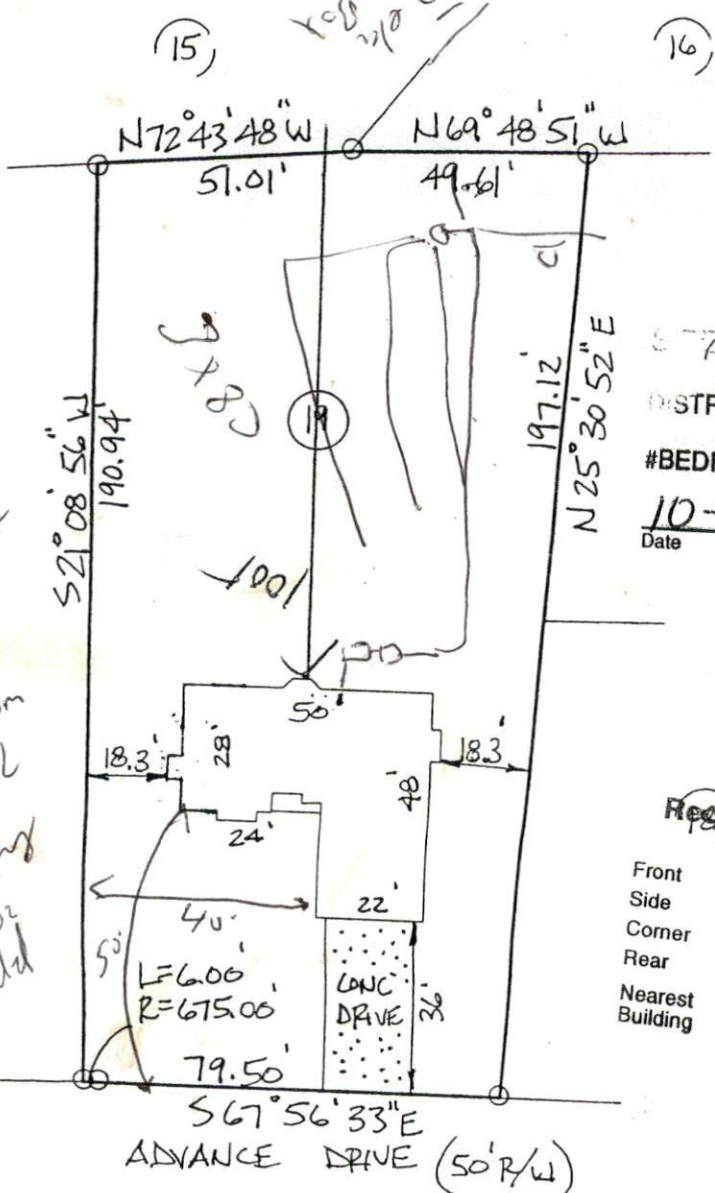 15
16
N72°43'48"W
N69°48'51"W
51.01'
49.61'
D
8x9
19
S21°08'56"W
190.94'
197.12'
N25°30'52"E
#BED
10-
Date
100'
50'
18.3'
28'
18.3'
48'
24'
22'
40'
50'
L=6.00'
R=675.00'
CONC
DRIVE
36'
79.50'
S67°56'33"E
ADVANCE DRIVE (50'R/W)
Front
Side
Corner
Rear
Nearest
Building